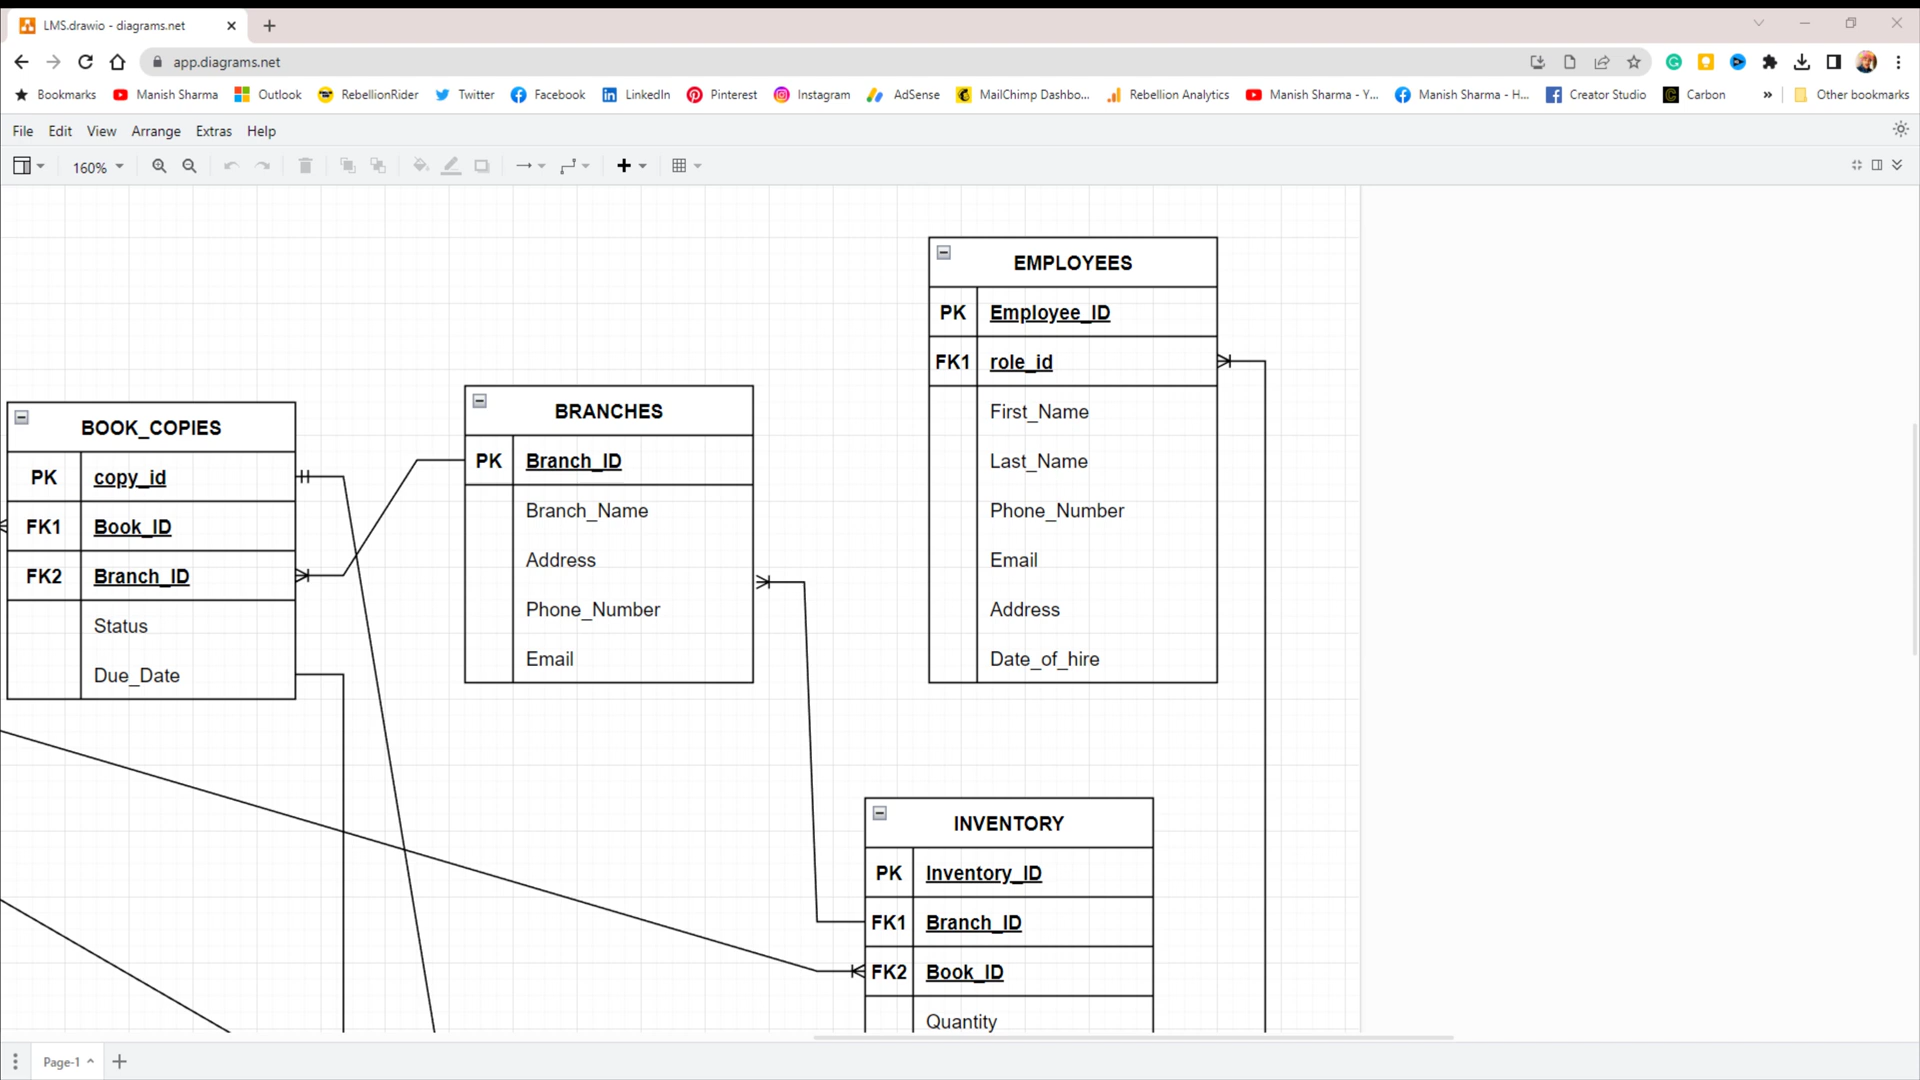 LMS.drawio - diagrams.net
app.diagrams.net
Bookmarks Manish Sharma Outlook RebellionRider Twitter Facebook LinkedIn Pinterest Instagram AdSense MailChimp Dashbo... Rebellion Analytics Manish Sharma - Y... Manish Sharma - H... Creator Studio Carbon » Other bookmarks
File Edit View Arrange Extras Help
160%
EMPLOYEES
PK Employee_ID
FK1 role_id
First_Name
Last_Name
Phone_Number
Email
Address
Date_of_hire
BRANCHES
PK Branch_ID
Branch_Name
Address
Phone_Number
Email
BOOK_COPIES
PK copy_id
FK1 Book_ID
FK2 Branch_ID
Status
Due_Date
INVENTORY
PK Inventory_ID
FK1 Branch_ID
FK2 Book_ID
Quantity
Page-1